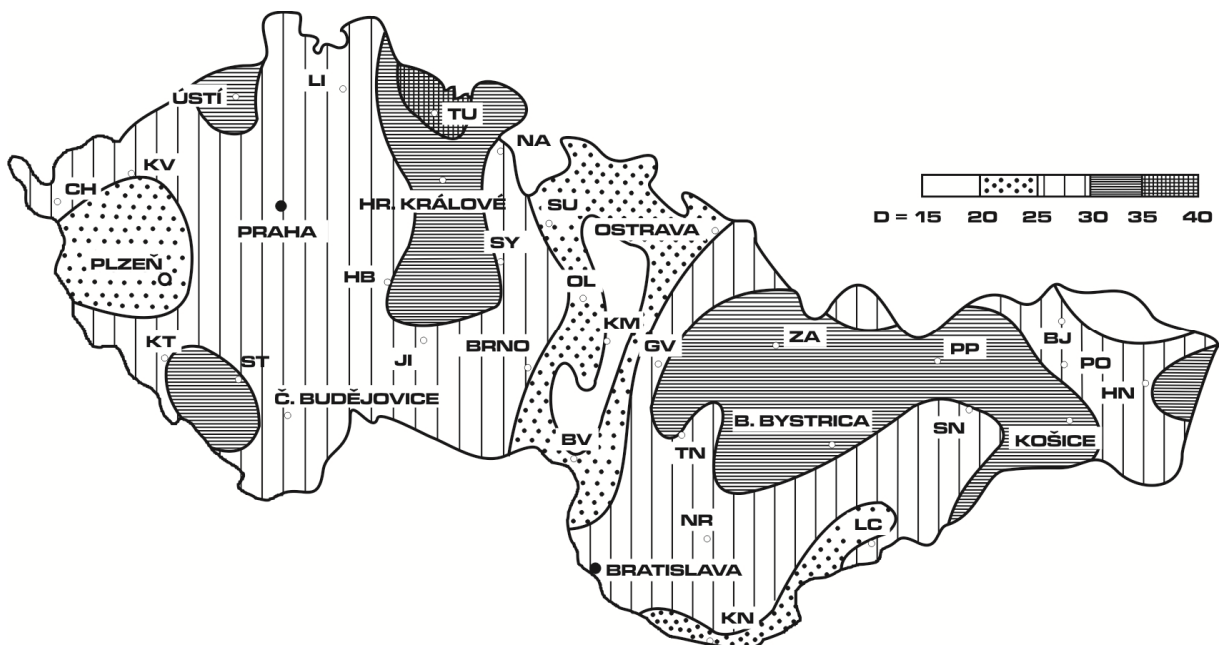 LI
ÚSTÍ
TU
NA
KV
CH
HR. KRÁLOVÉ
SU
PRAHA
OSTRAVA
D = 15 20 25 30 35 40
SY
PLZEŇ
HB
OL
KM
KT
ST
JI
BRNO
GV
ZA
PP
BJ
PO
HN
Č. BUDĚJOVICE
B. BYSTRICA
SN
KOŠICE
BV
TN
NR
LC
BRATISLAVA
KN